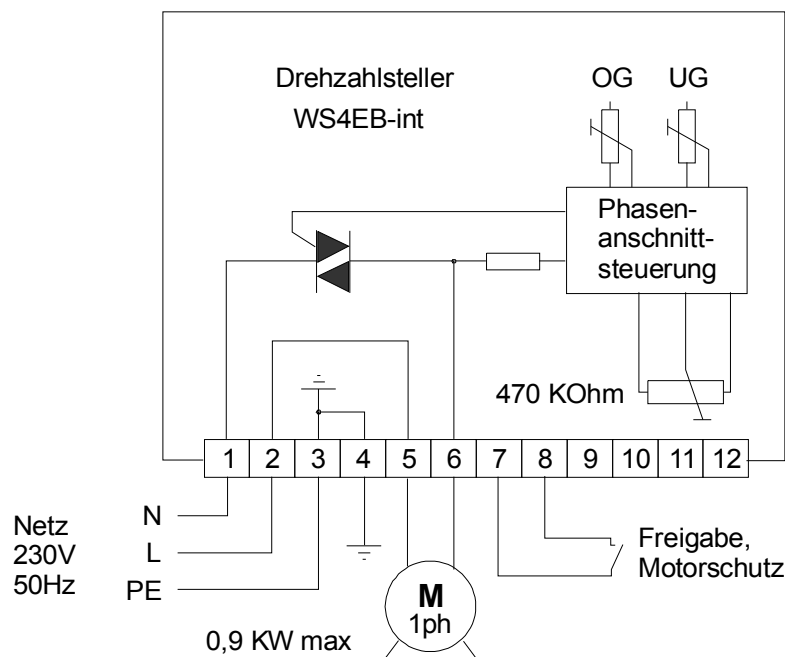 Drehzahlsteller
WS4EB-int
OG UG
Phasen-
anschnitt-
steuerung
470 KOhm
1 2 3 4 5 6 7 8 9 10 11 12
Netz
230V
50Hz
N
L
PE
M
1ph
0,9 KW max
Freigabe,
Motorschutz